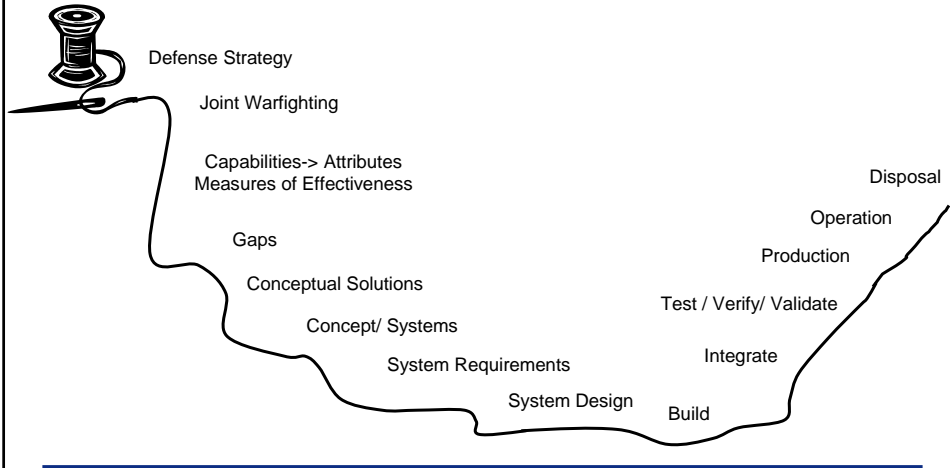 Defense Strategy
Joint Warfighting
Capabilities-> Attributes
Measures of Effectiveness
Gaps
Conceptual Solutions
Concept/ Systems
System Requirements
System Design
Build
Integrate
Test / Verify/ Validate
Production
Operation
Disposal